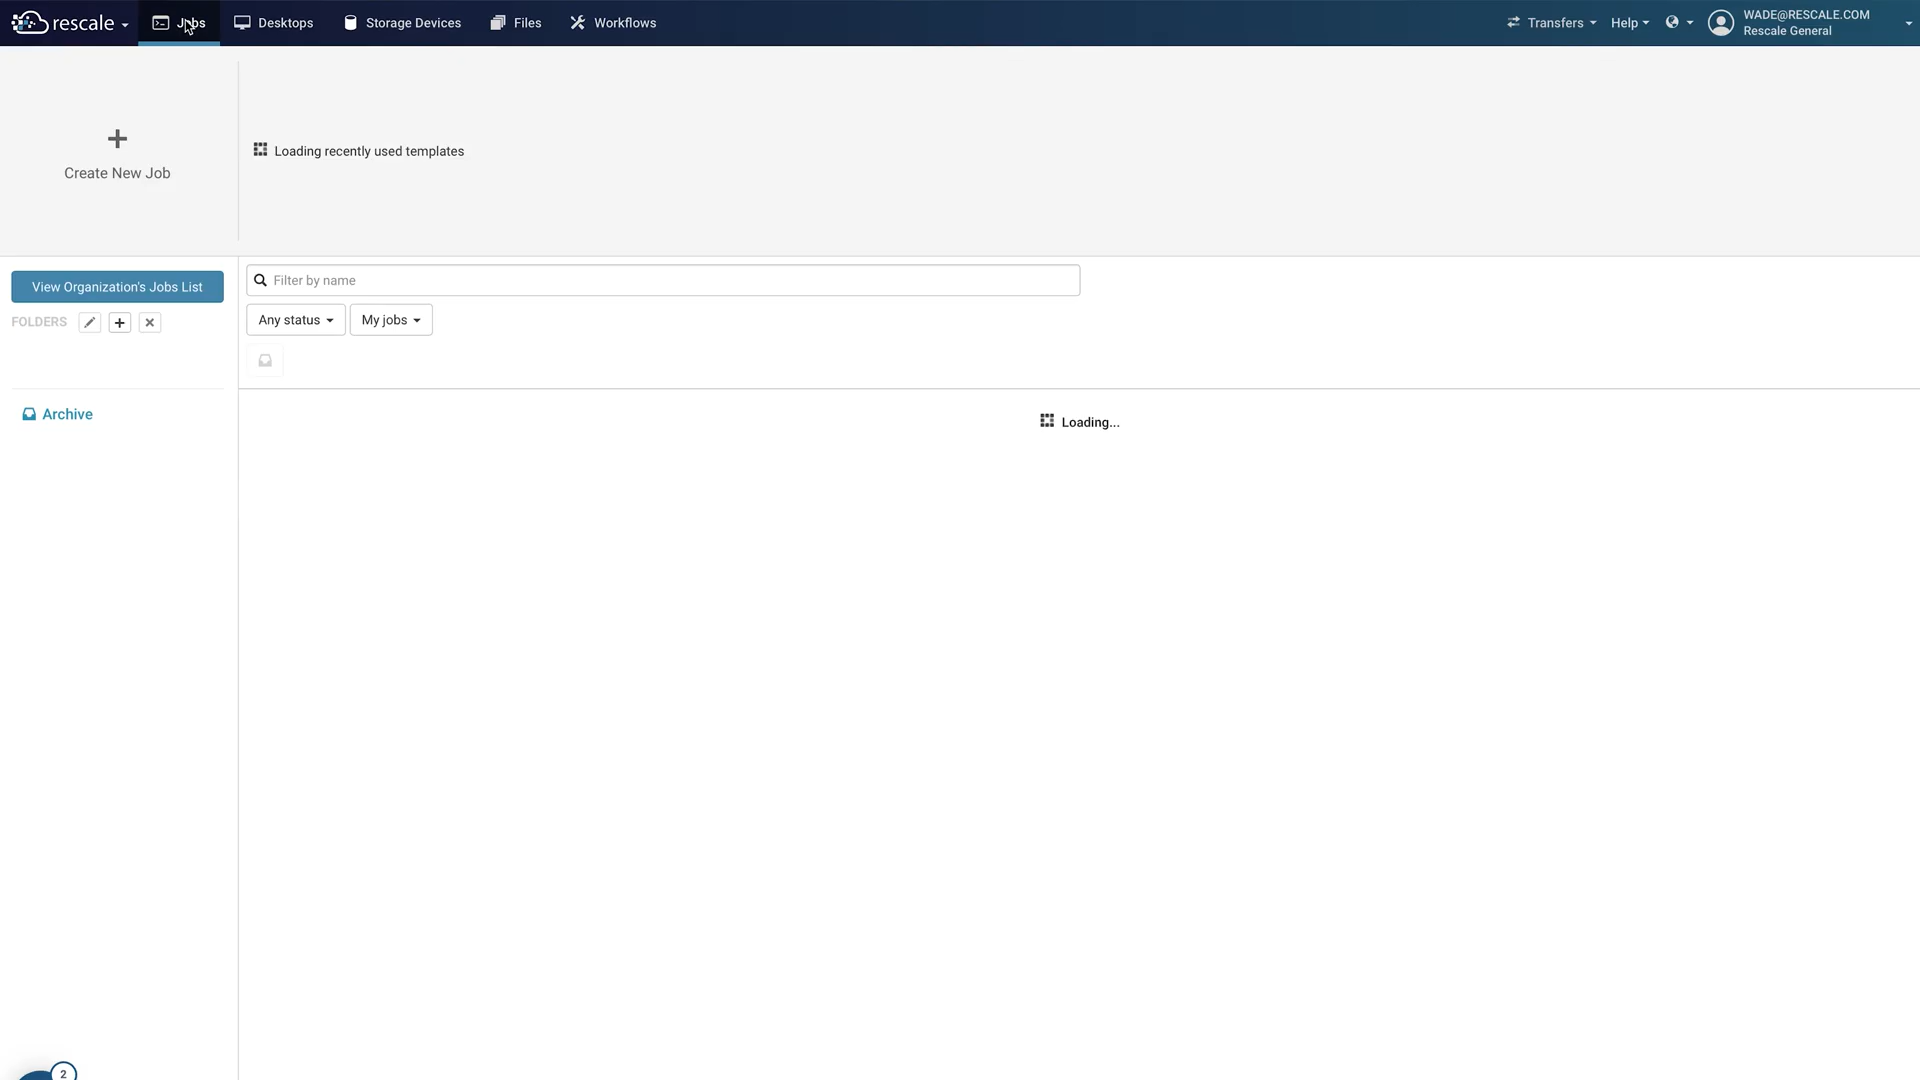 rescale
Jobs
Desktops
Storage Devices
Files
Workflows
Transfers
Help
WADE@RESCALE.COM
Rescale General
Create New Job
Loading recently used templates
View Organization's Jobs List
FOLDERS
Filter by name
Any status
My jobs
Archive
Loading...
2